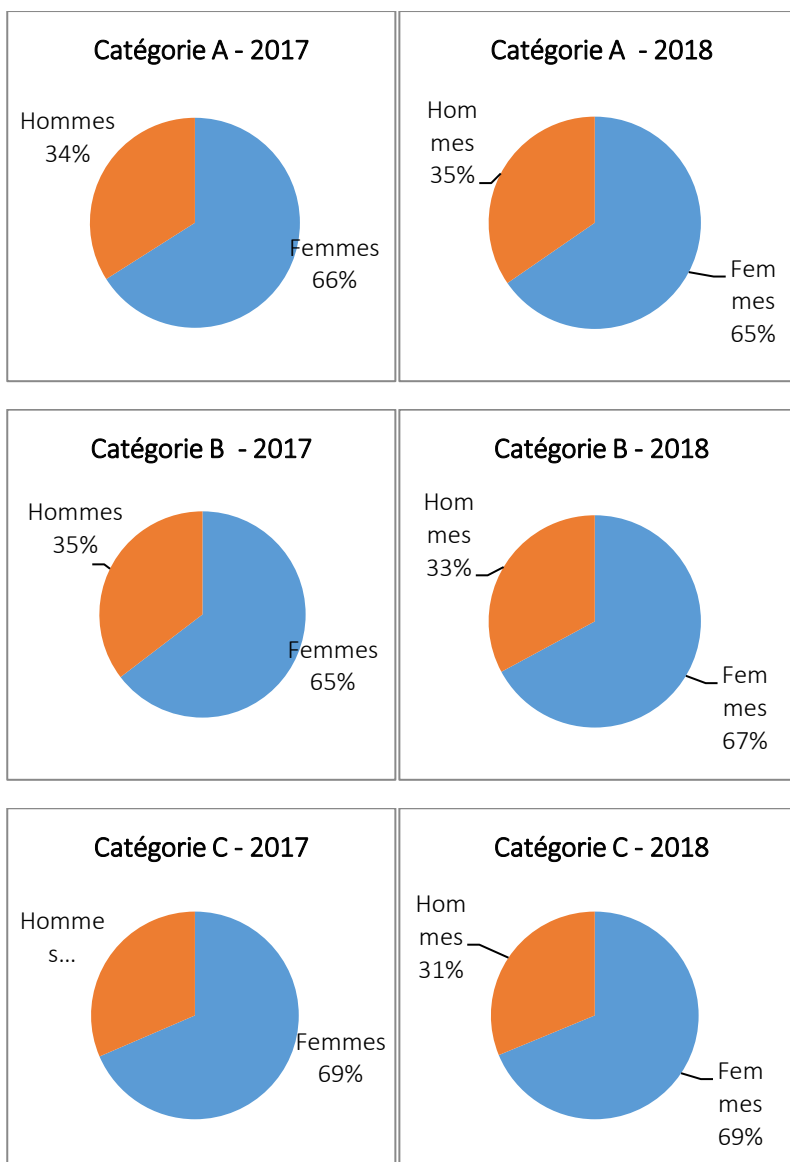 Catégorie A - 2017
Hommes
34%
Femmes
66%
Catégorie A - 2018
Hom
mes
35%
Fem
mes
65%
Catégorie B - 2017
Hommes
35%
Femmes
65%
Catégorie B - 2018
Hom
mes
33%
Fem
mes
67%
Catégorie C - 2017
Homme
s...
Femmes
69%
Catégorie C - 2018
Hom
mes
31%
Fem
mes
69%